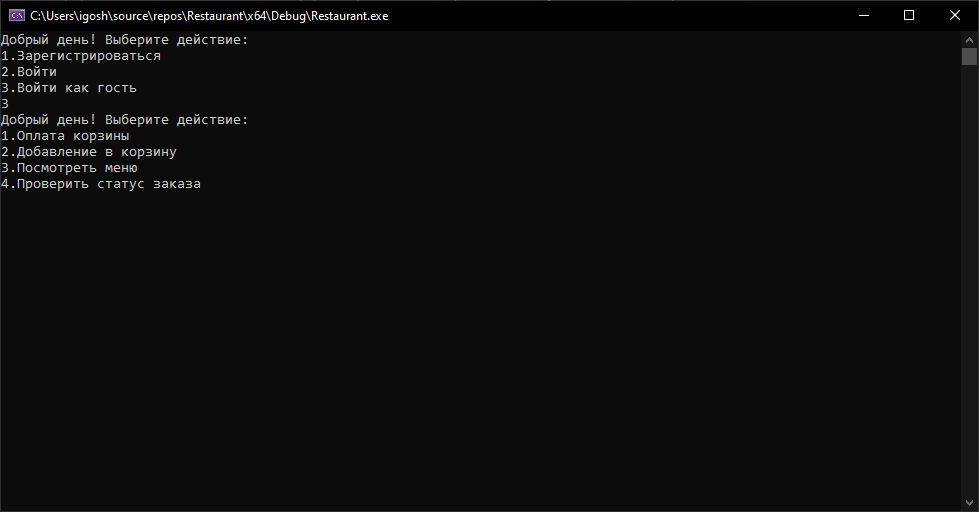 C:\Users\igosh\source\repos\Restaurant\x64\Debug\Restaurant.exe
Добрый день! Выберите действие:
1.Зарегистрироваться
2.Войти
3.Войти как гость
3
Добрый день! Выберите действие:
1.Оплата корзины
2.Добавление в корзину
3.Посмотреть меню
4.Проверить статус заказа